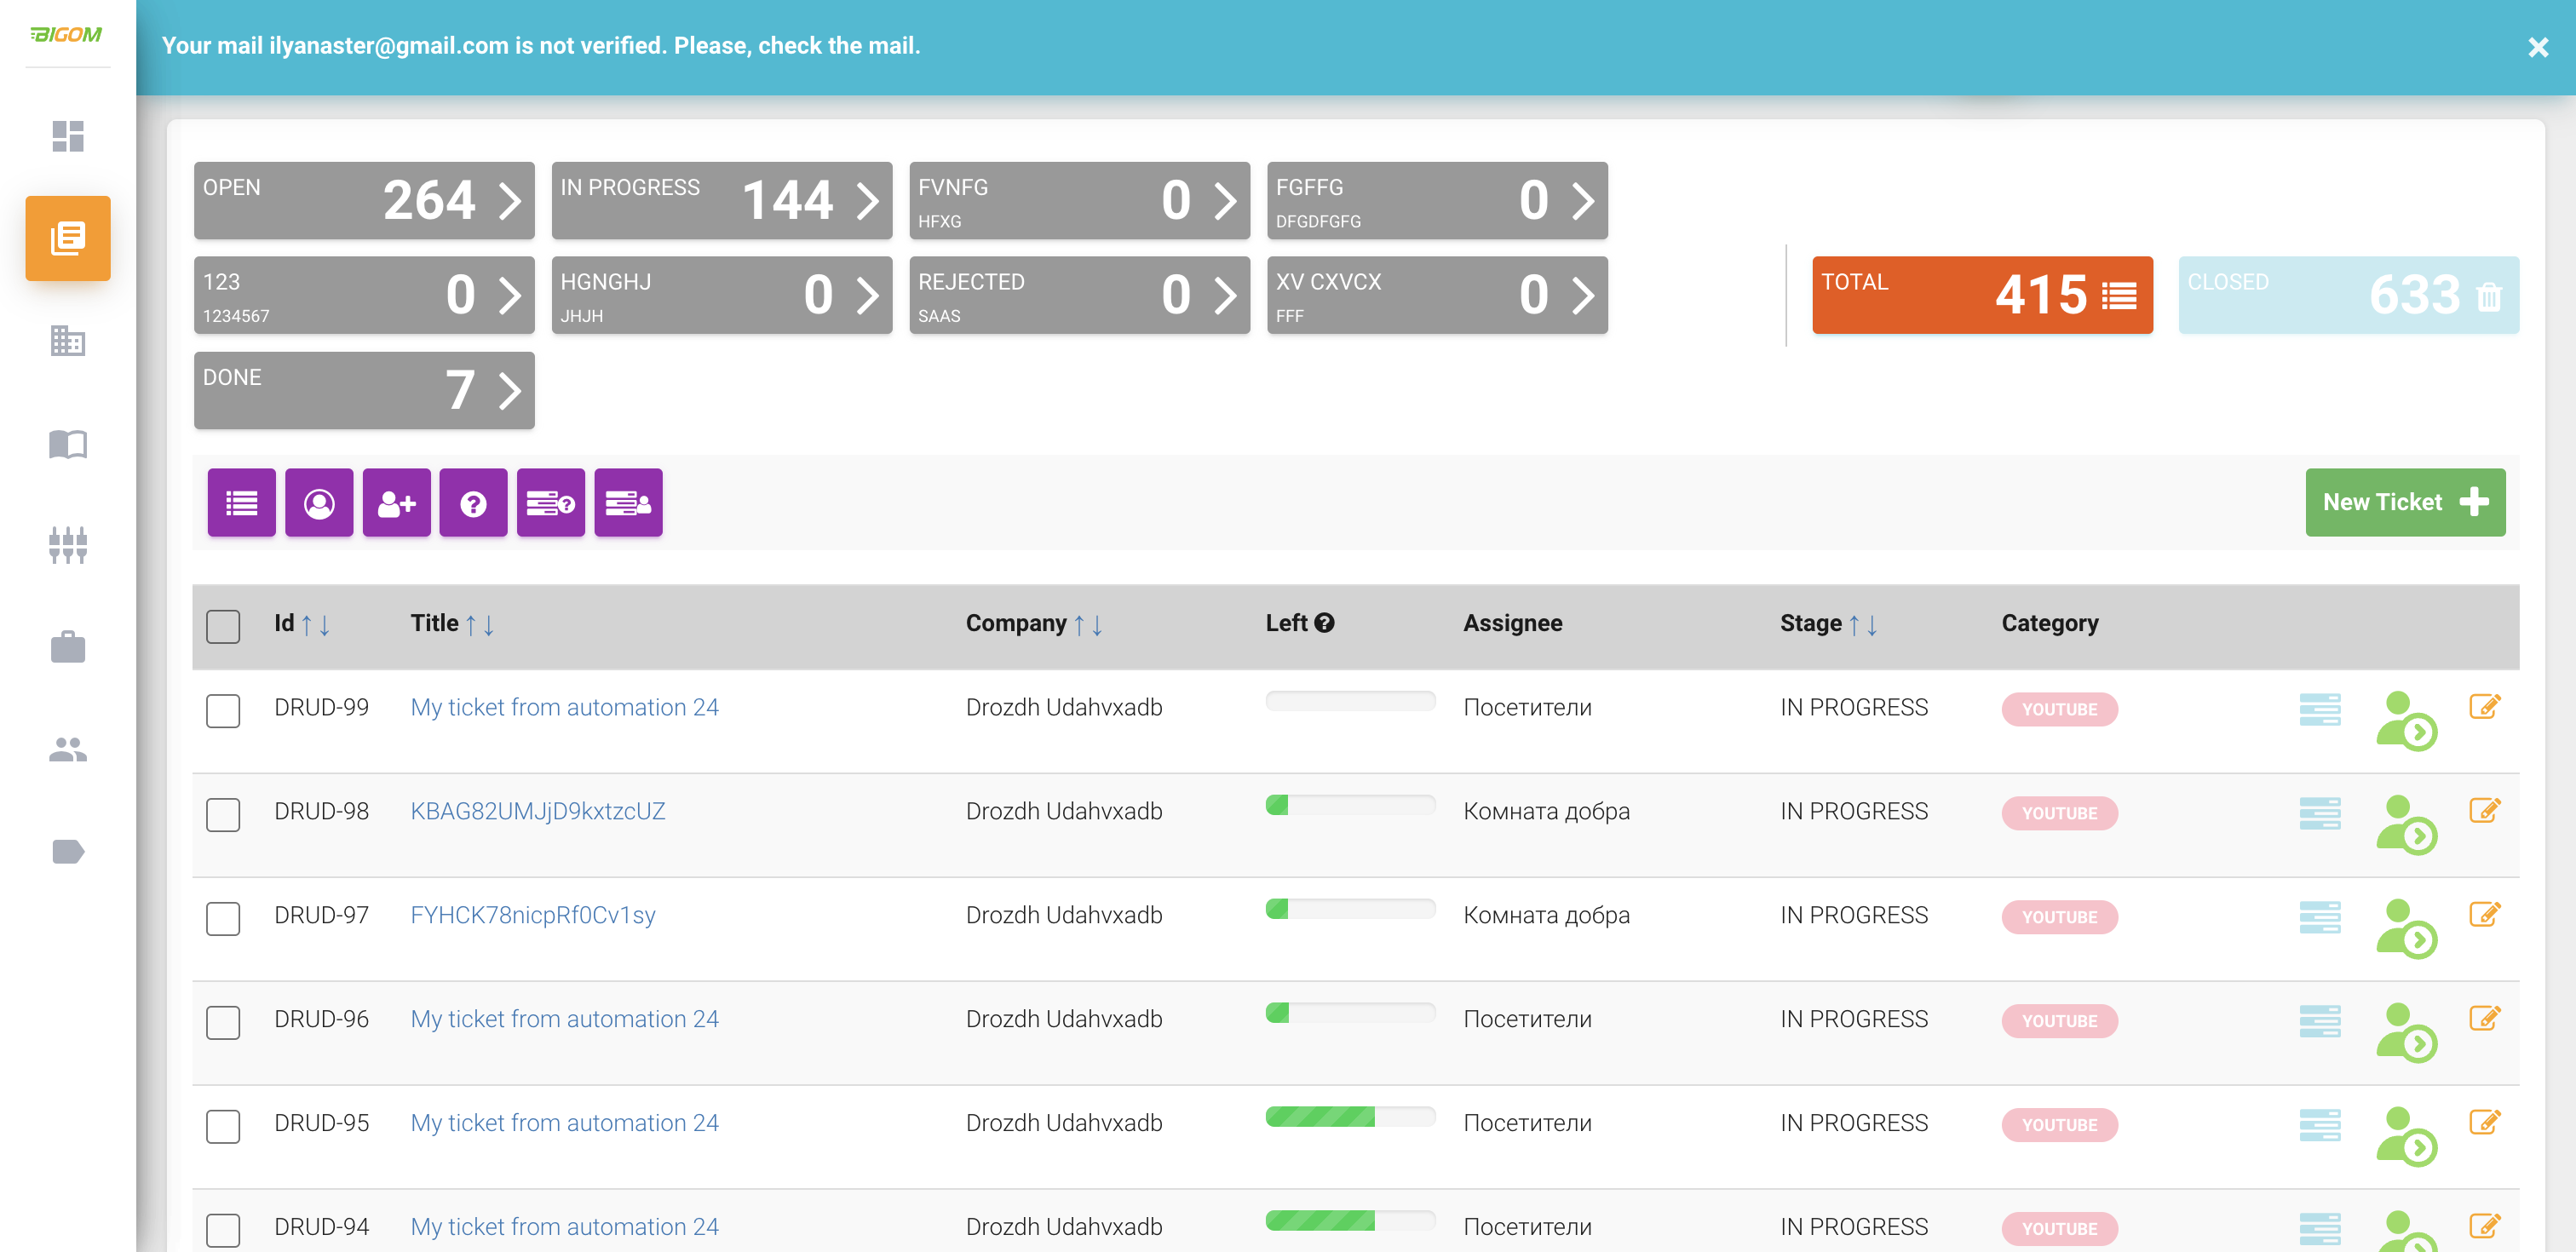 BIGOM
Your mail ilyanaster@gmail.com is not verified. Please, check the mail.
OPEN 264
IN PROGRESS 144
FVNFG 0
HFXG
FGFFG 0
DFGDFGFG
123 0
1234567
HGNGHJ 0
JHJH
REJECTED 0
SAAS
XV CXVCX 0
FFF
DONE 7
TOTAL 415
CLOSED 633
New Ticket
Id Title Company Left Assignee Stage Category
DRUD-99 My ticket from automation 24 Drozdh Udahvxadb Посетители IN PROGRESS YOUTUBE
DRUD-98 KBAG82UMJjD9kxtzcUZ Drozdh Udahvxadb Комната добра IN PROGRESS YOUTUBE
DRUD-97 FYHCK78nicpRf0Cv1sy Drozdh Udahvxadb Комната добра IN PROGRESS YOUTUBE
DRUD-96 My ticket from automation 24 Drozdh Udahvxadb Посетители IN PROGRESS YOUTUBE
DRUD-95 My ticket from automation 24 Drozdh Udahvxadb Посетители IN PROGRESS YOUTUBE
DRUD-94 My ticket from automation 24 Drozdh Udahvxadb Посетители IN PROGRESS YOUTUBE